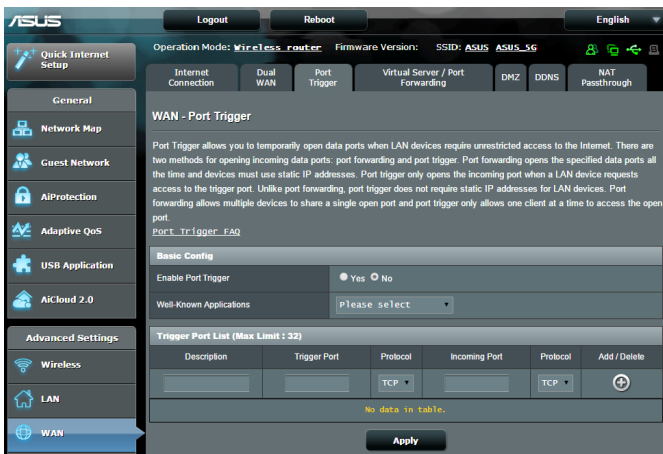 ASUS
Logout
Reboot
English
Quick Internet
Setup
Operation Mode: Wireless router Firmware Version: SSID: ASUS ASUS_5G
Internet
Connection
Dual
WAN
Port
Trigger
Virtual Server / Port
Forwarding
DMZ
DDNS
NAT
Passthrough
General
Network Map
Guest Network
AiProtection
Adaptive QoS
USB Application
AiCloud 2.0
Advanced Settings
Wireless
LAN
WAN
WAN - Port Trigger
Port Trigger allows you to temporarily open data ports when LAN devices require unrestricted access to the Internet. There are
two methods for opening incoming data ports: port forwarding and port trigger. Port forwarding opens the specified data ports all
the time and devices must use static IP addresses. Port trigger only opens the incoming port when a LAN device requests
access to the trigger port. Unlike port forwarding, port trigger does not require static IP addresses for LAN devices. Port
forwarding allows multiple devices to share a single open port and port trigger only allows one client at a time to access the open
port.
Port Trigger FAQ
Basic Config
Enable Port Trigger Yes No
Well-Known Applications Please select
Trigger Port List (Max Limit : 32)
Description Trigger Port Protocol Incoming Port Protocol Add / Delete
TCP TCP
No data in table.
Apply